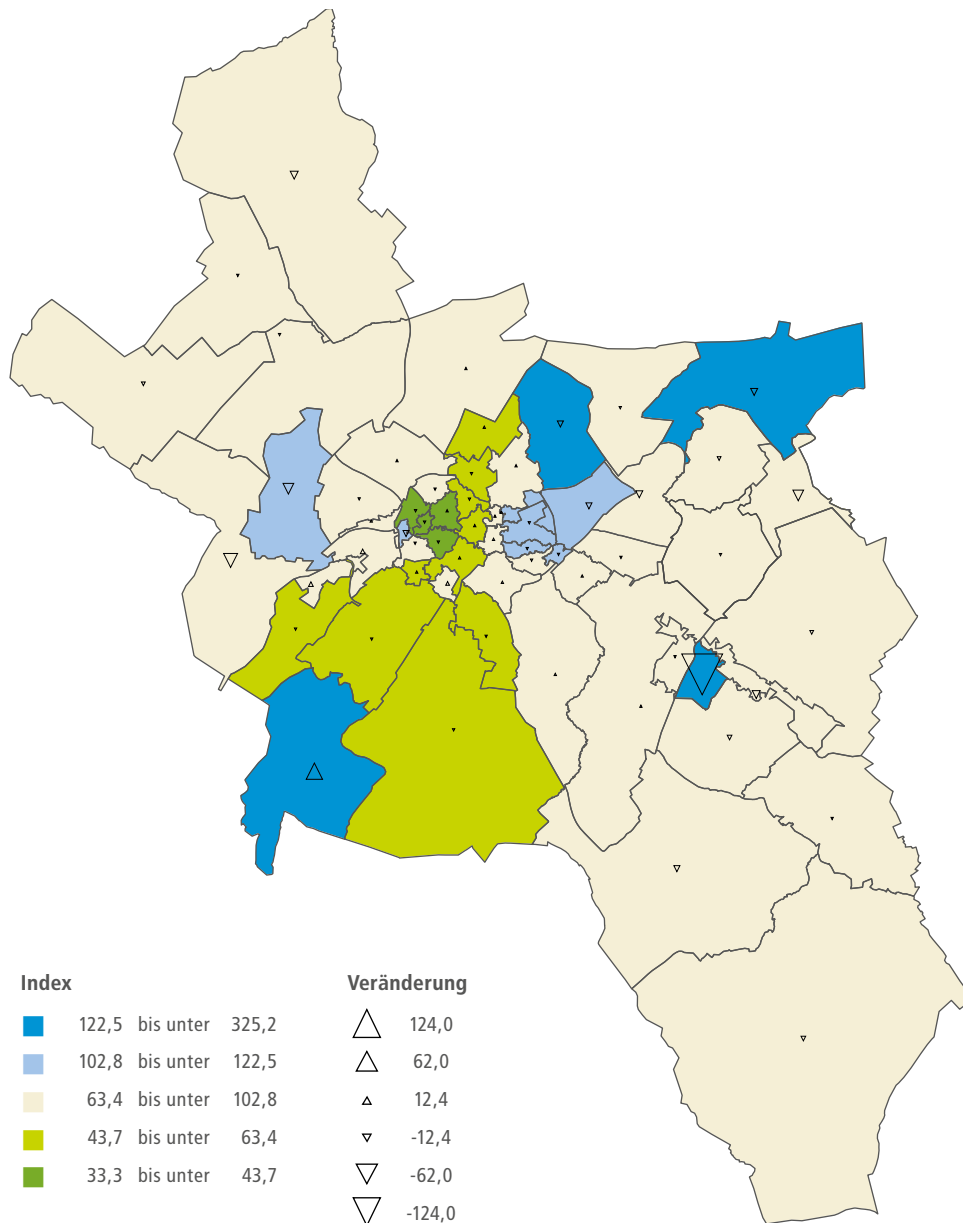 Index Veränderung
122,5 bis unter 325,2 124,0
102,8 bis unter 122,5 62,0
63,4 bis unter 102,8 12,4
43,7 bis unter 63,4 -12,4
33,3 bis unter 43,7 -62,0
-124,0